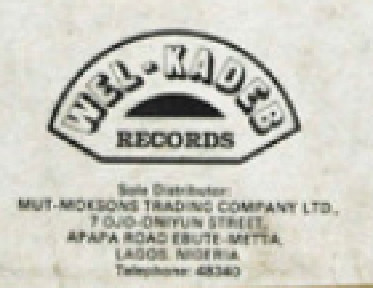 WEL-KADEB
RECORDS
Sole Distributor:
MUT-MOKSONS TRADING COMPANY LTD.,
7 OJO-ONIYUN STREET,
APAPA ROAD EBUTE-METTA,
LAGOS, NIGERIA
Telephone: 48340